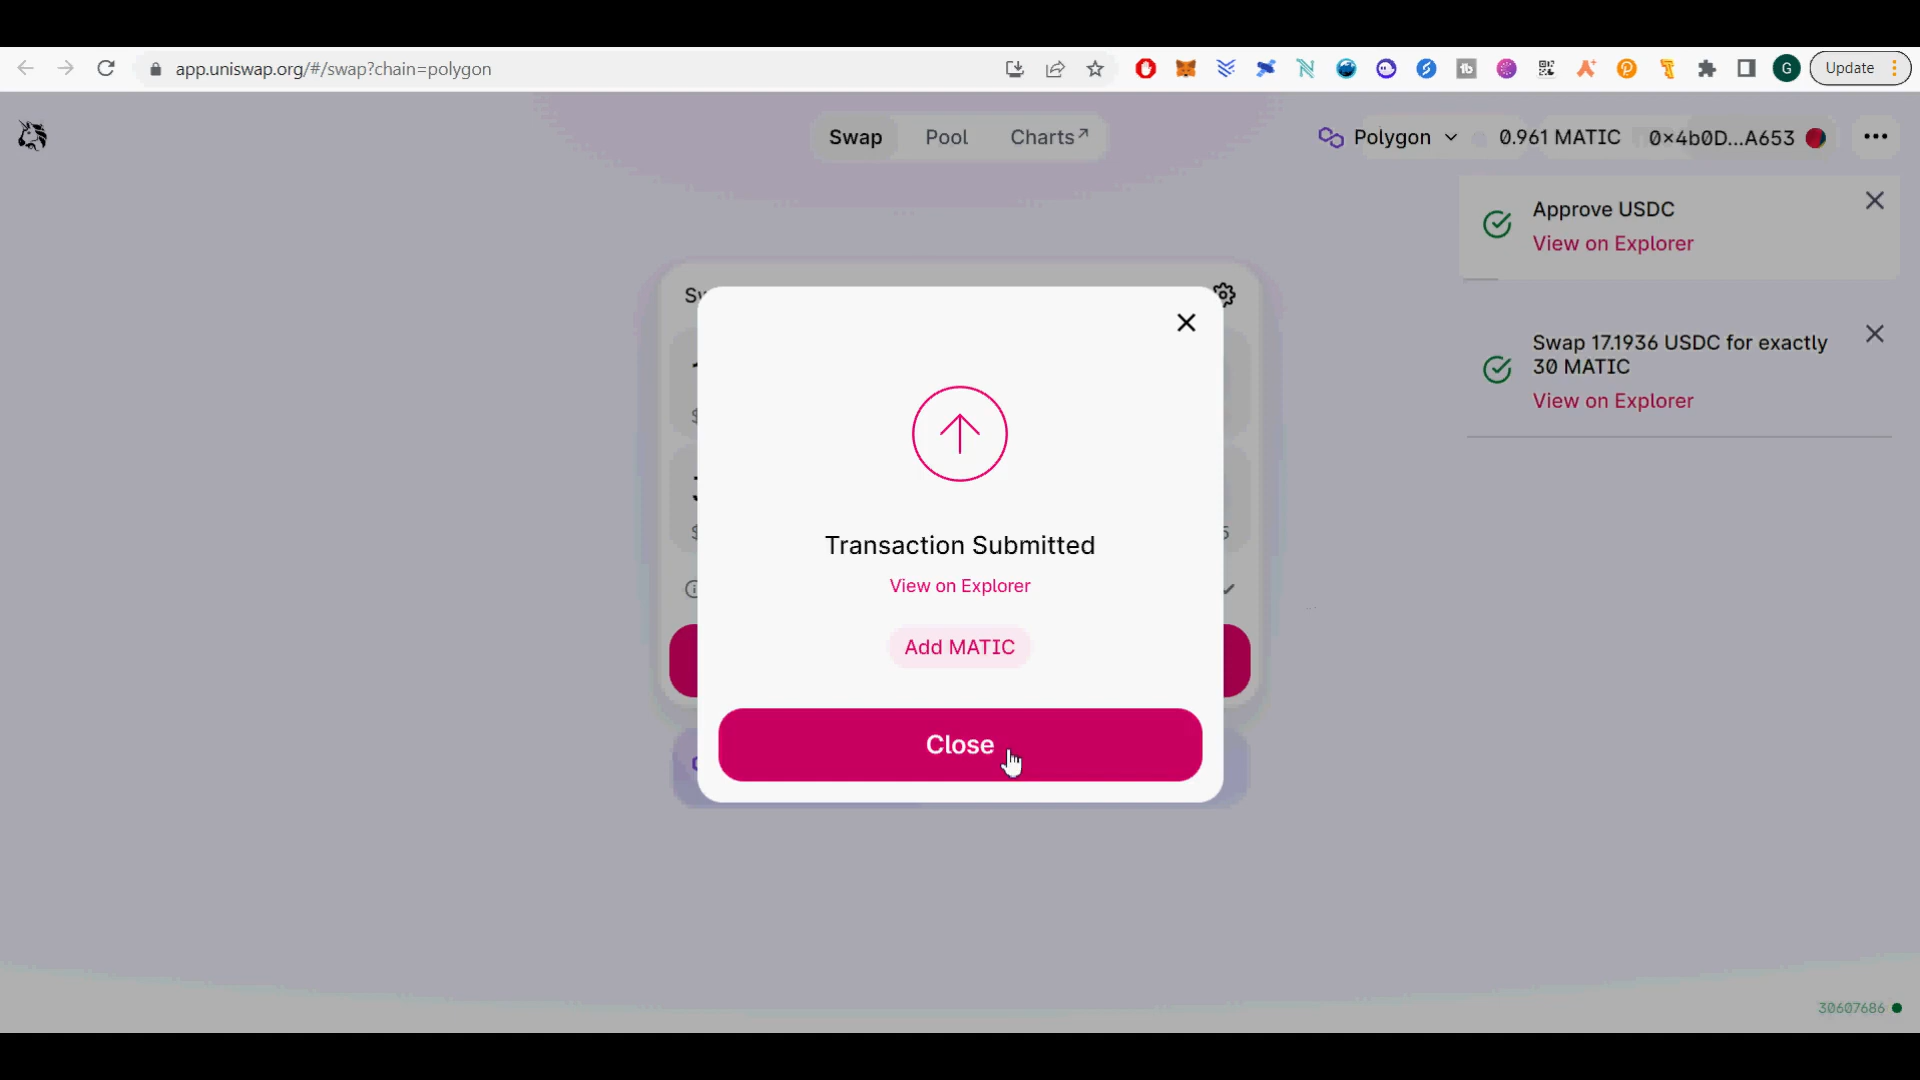 app.uniswap.org/#/swap?chain=polygon
G
Update
Swap
Pool
Charts↗
Polygon
0.961 MATIC
0×4b0D...A653
Approve USDC
View on Explorer
Swap 17.1936 USDC for exactly
30 MATIC
View on Explorer
Transaction Submitted
View on Explorer
Add MATIC
Close
30607686